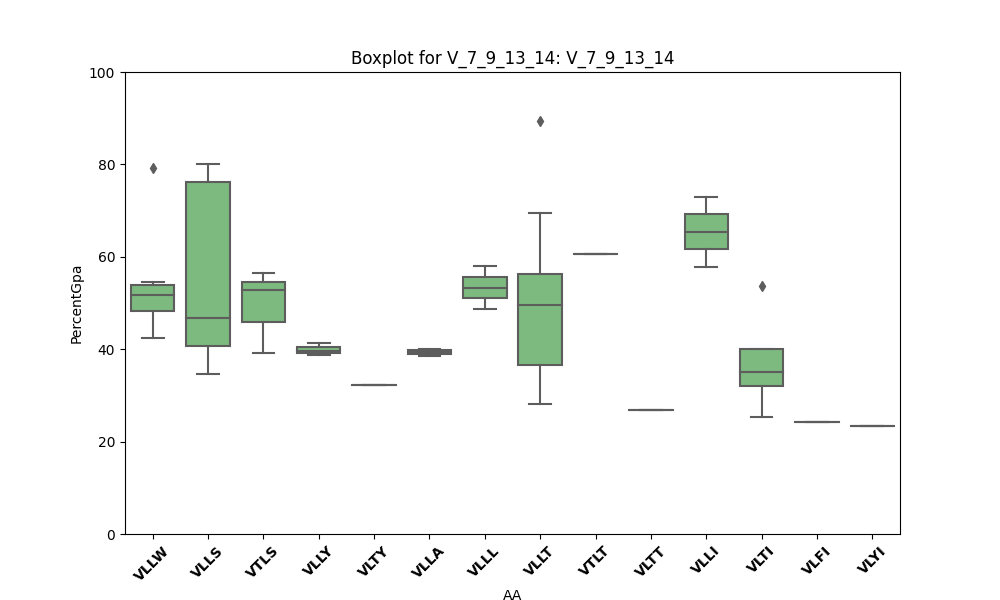 Boxplot for V_7_9_13_14: V_7_9_13_14
100
80
60
40
20
0
PercentGpa
VLLW VLLS VTLS VLLY VLTY VLLA VLLL VLLT VTLT VLTT VLLI VLTI VLFI VLYI
AA